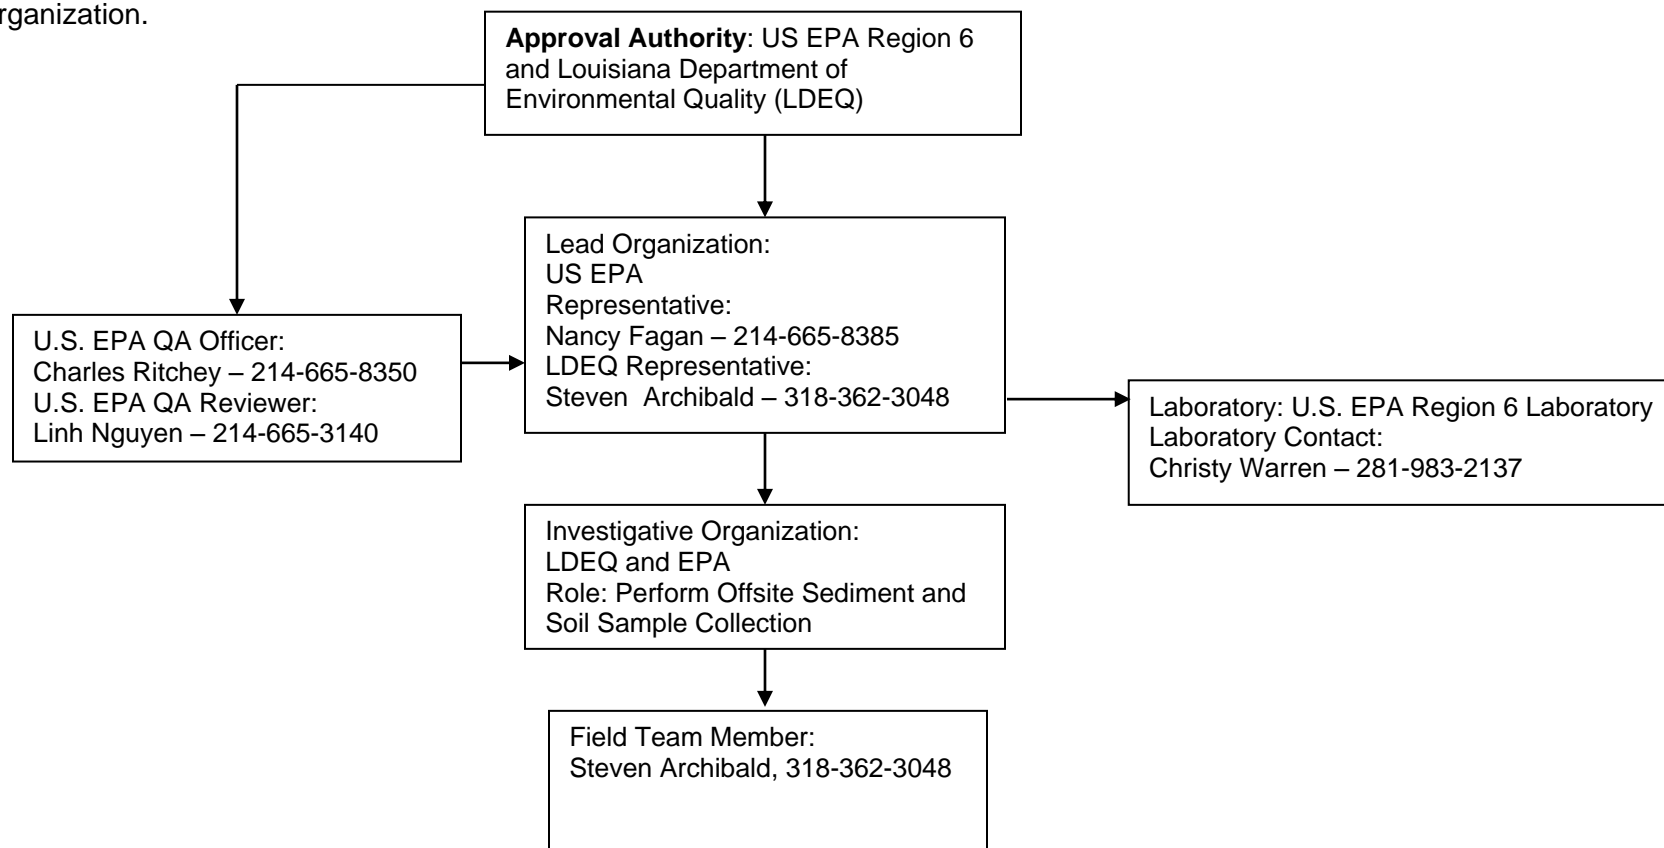 rganization.
Approval Authority: US EPA Region 6
and Louisiana Department of
Environmental Quality (LDEQ)
Lead Organization:
US EPA
Representative:
Nancy Fagan – 214-665-8385
LDEQ Representative:
Steven Archibald – 318-362-3048
U.S. EPA QA Officer:
Charles Ritchey – 214-665-8350
U.S. EPA QA Reviewer:
Linh Nguyen – 214-665-3140
Laboratory: U.S. EPA Region 6 Laboratory
Laboratory Contact:
Christy Warren – 281-983-2137
Investigative Organization:
LDEQ and EPA
Role: Perform Offsite Sediment and
Soil Sample Collection
Field Team Member:
Steven Archibald, 318-362-3048